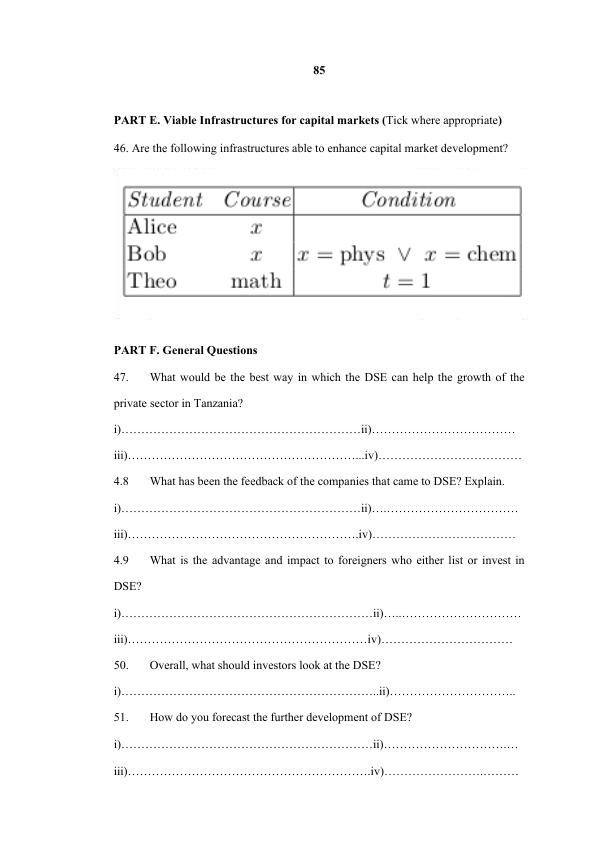 85
PART E. Viable Infrastructures for capital markets (Tick where appropriate)
46. Are the following infrastructures able to enhance capital market development?
Student Course Condition
Alice x
Bob x x = phys ∨ x = chem
Theo math t = 1
PART F. General Questions
47. What would be the best way in which the DSE can help the growth of the
private sector in Tanzania?
i)……………………………………………………ii)………………………………
iii)…………………………………………………...iv)………………………………
4.8 What has been the feedback of the companies that came to DSE? Explain.
i)……………………………………………………ii)….……………………………
iii)………………………………………………….iv)………………………………
4.9 What is the advantage and impact to foreigners who either list or invest in
DSE?
i)………………………………………………………ii)…..…………………………
iii)……………………………………………………iv)……………………………
50. Overall, what should investors look at the DSE?
i)………………………………………………………..ii)…………………………..
51. How do you forecast the further development of DSE?
i)………………………………………………………ii)………………………….…
iii)…………………………………………………….iv)…………………….………